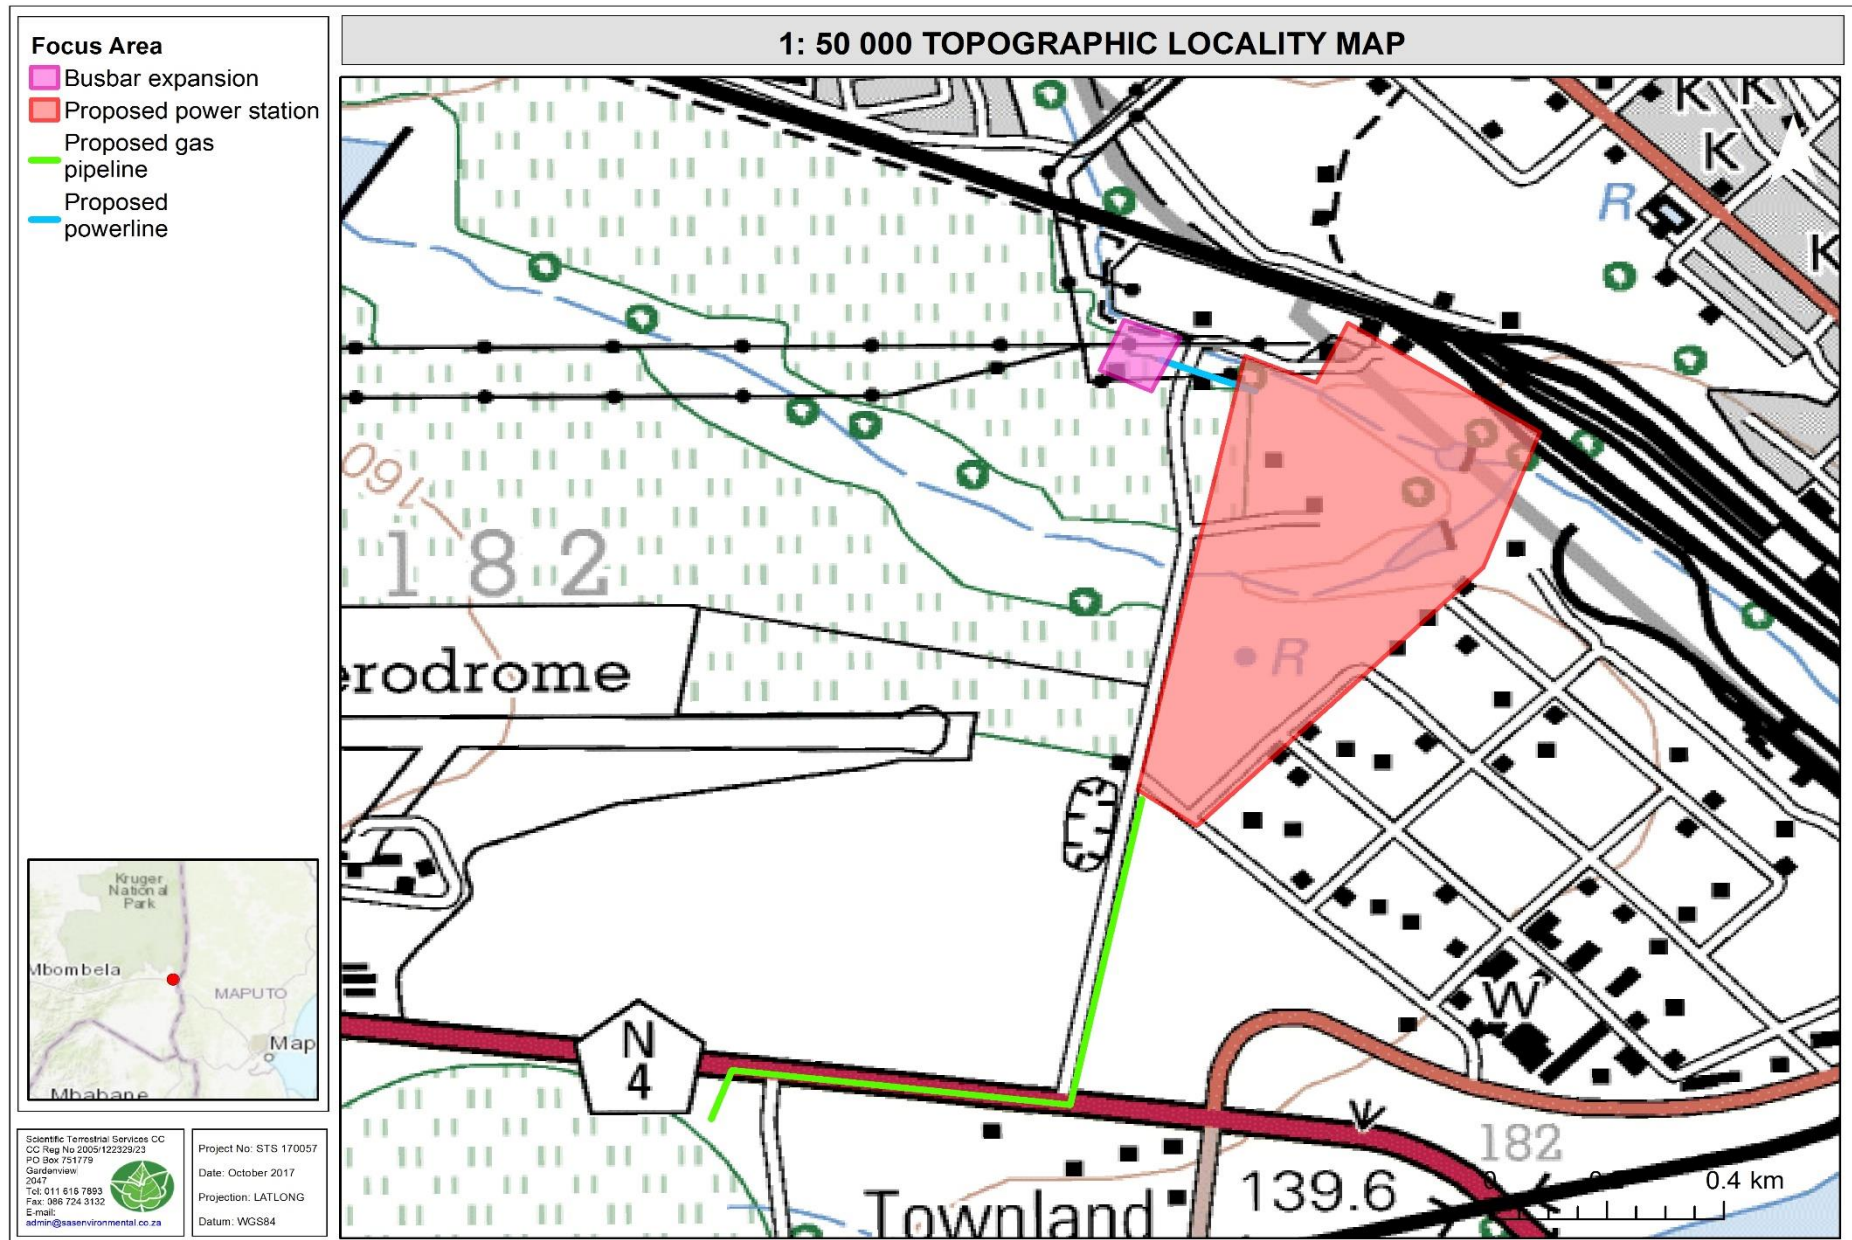 Focus Area
Busbar expansion
Proposed power station
Proposed gas
pipeline
Proposed
powerline
1: 50 000 TOPOGRAPHIC LOCALITY MAP
K K
K
K
R
160
182
erodrome
R
N
4
W
182
139.6
Townland
0.4 km
Kruger
National
Park
Mbombela
MAPUTO
Map
Mbabane
Scientific Terrestrial Services CC
CC Reg No 2005/122329/23
PO Box 751779
Gardenview
2047
Tel: 011 616 7893
Fax: 086 724 3132
E-mail:
admin@sasenvironmental.co.za
Project No: STS 170057
Date: October 2017
Projection: LATLONG
Datum: WGS84